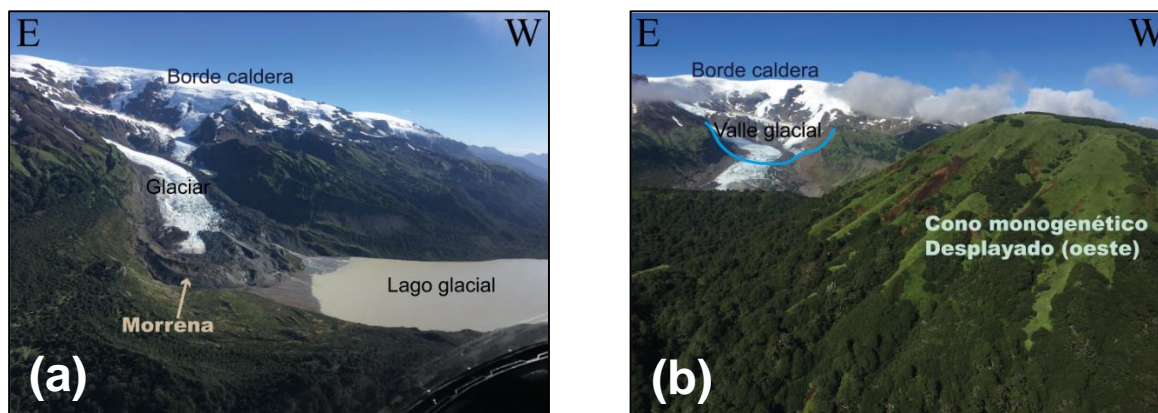 E
W
Borde caldera
Glaciar
Lago glacial
Morrena
(a)
E
W
Borde caldera
Valle glacial
Cono monogenético
Desplayado (oeste)
(b)